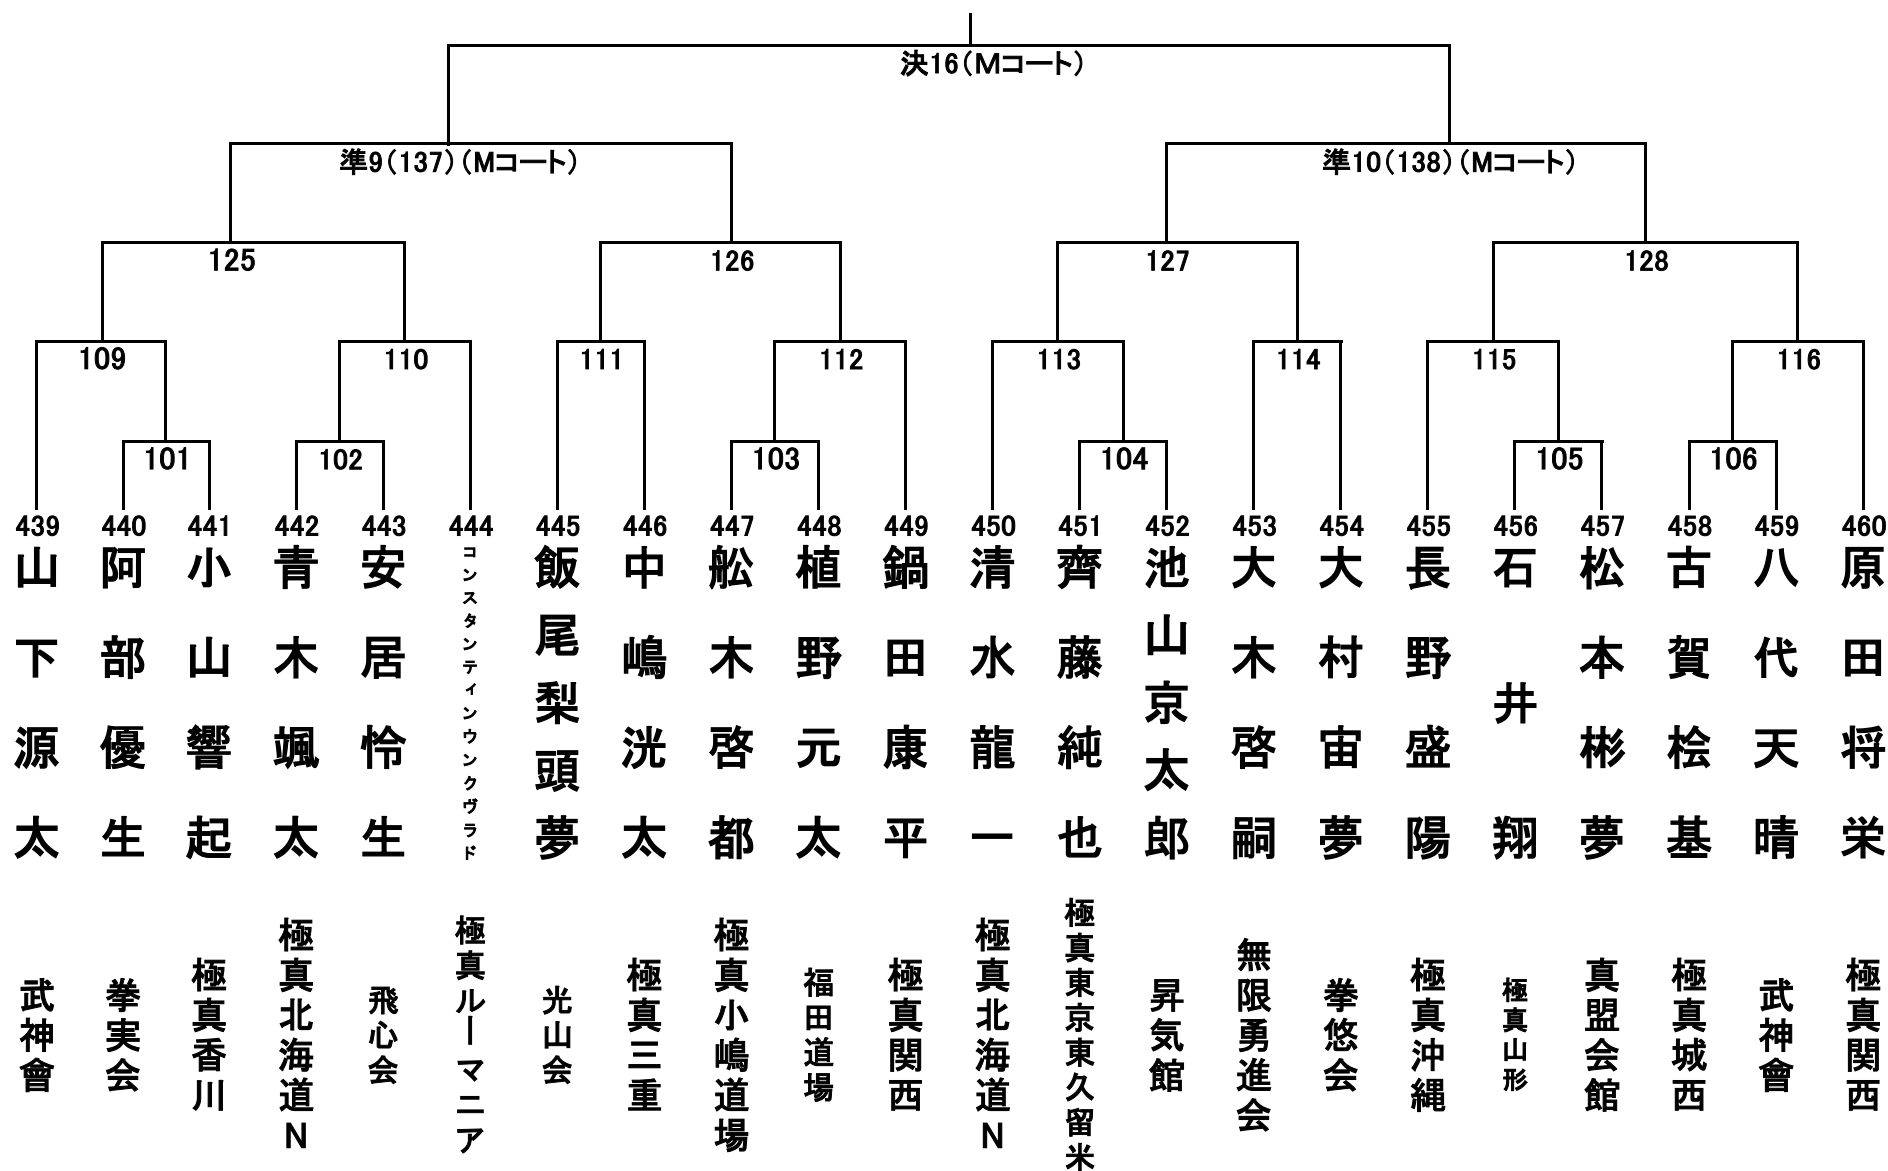 決16（Mコート）
準9（137）（Mコート）
準10（138）（Mコート）
125
126
127
128
109
110
111
112
113
114
115
116
101
102
103
104
105
106
439
440
441
442
443
444
445
446
447
448
449
450
451
452
453
454
455
456
457
458
459
460
山下源太
阿部優生
小山響起
青木颯太
安居怜生
コンスタンティンウンクヴラド
飯尾梨頭夢
中嶋洸太
舩木啓都
植野元太
鍋田康平
清水龍一
齊藤純也
池山京太郎
大木啓嗣
大村宙夢
長野盛陽
石井翔
松本彬夢
古賀桧基
八代天晴
原田将栄
武神會
拳実会
極真香川
極真北海道N
飛心会
極真ルーマニア
光山会
極真三重
極真小嶋道場
福田道場
極真関西
極真北海道N
極真東京東久留米
昇気館
無限勇進会
拳悠会
極真沖縄
極真山形
真盟会館
極真城西
武神會
極真関西